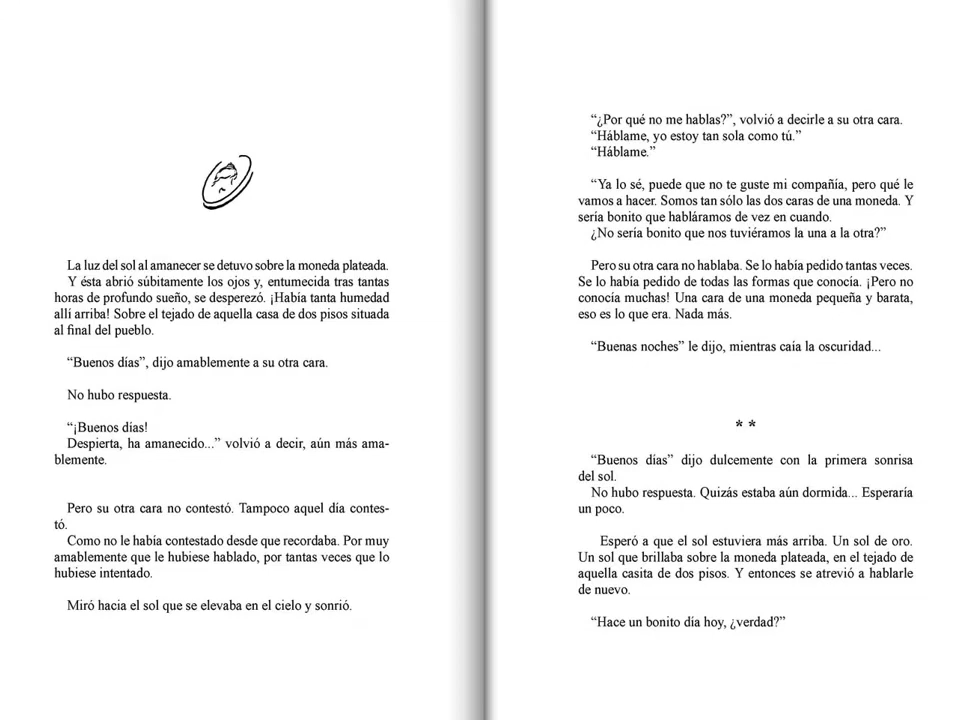 La luz del sol al amanecer se detuvo sobre la moneda plateada.
Y ésta abrió súbitamente los ojos y, entumecida tras tantas
horas de profundo sueño, se desperezó. ¡Había tanta humedad
allí arriba! Sobre el tejado de aquella casa de dos pisos situada
al final del pueblo.
“Buenos días”, dijo amablemente a su otra cara.
No hubo respuesta.
“¡Buenos días!
Despierta, ha amanecido...” volvió a decir, aún más ama-
blemente.
Pero su otra cara no contestó. Tampoco aquel día contes-
tó.
Como no le había contestado desde que recordaba. Por muy
amablemente que le hubiese hablado, por tantas veces que lo
hubiese intentado.
Miró hacia el sol que se elevaba en el cielo y sonrió.
“¿Por qué no me hablas?”, volvió a decirle a su otra cara.
“Háblame, yo estoy tan sola como tú.”
“Háblame.”
“Ya lo sé, puede que no te guste mi compañía, pero qué le
vamos a hacer. Somos tan sólo las dos caras de una moneda. Y
sería bonito que habláramos de vez en cuando.
¿No sería bonito que nos tuviéramos la una a la otra?”
Pero su otra cara no hablaba. Se lo había pedido tantas veces.
Se lo había pedido de todas las formas que conocía. ¡Pero no
conocía muchas! Una cara de una moneda pequeña y barata,
eso es lo que era. Nada más.
“Buenas noches” le dijo, mientras caía la oscuridad...
* *
“Buenos días” dijo dulcemente con la primera sonrisa
del sol.
No hubo respuesta. Quizás estaba aún dormida... Esperaría
un poco.
Esperó a que el sol estuviera más arriba. Un sol de oro.
Un sol que brillaba sobre la moneda plateada, en el tejado de
aquella casita de dos pisos. Y entonces se atrevió a hablarle
de nuevo.
“Hace un bonito día hoy, ¿verdad?”